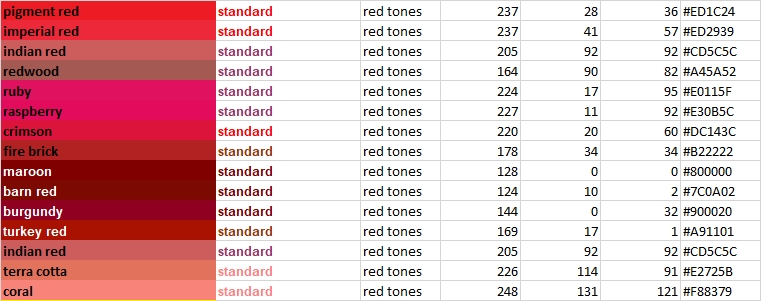 pigment red standard red tones 237 28 36 #ED1C24
imperial red standard red tones 237 41 57 #ED2939
indian red standard red tones 205 92 92 #CD5C5C
redwood standard red tones 164 90 82 #A45A52
ruby standard red tones 224 17 95 #E0115F
raspberry standard red tones 227 11 92 #E30B5C
crimson standard red tones 220 20 60 #DC143C
fire brick standard red tones 178 34 34 #B22222
maroon standard red tones 128 0 0 #800000
barn red standard red tones 124 10 2 #7C0A02
burgundy standard red tones 144 0 32 #900020
turkey red standard red tones 169 17 1 #A91101
indian red standard red tones 205 92 92 #CD5C5C
terra cotta standard red tones 226 114 91 #E2725B
coral standard red tones 248 131 121 #F88379